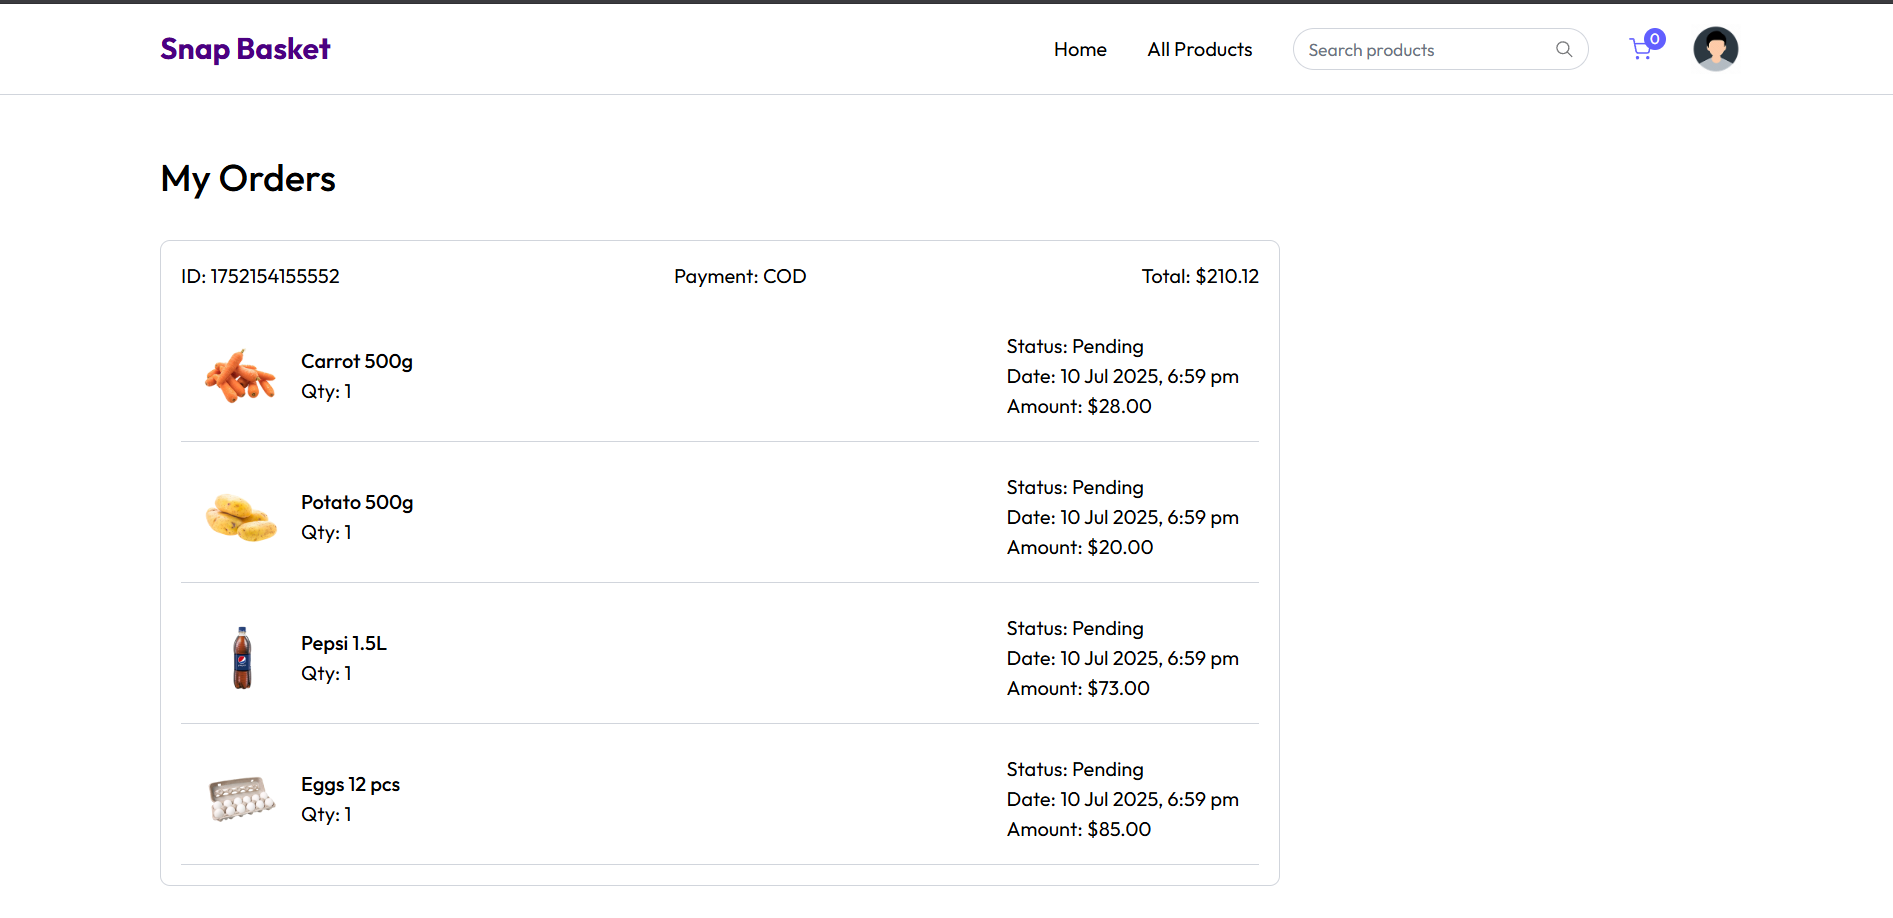 Snap Basket
Home
All Products
Search products
0
My Orders
ID: 1752154155552
Payment: COD
Total: $210.12
Carrot 500g
Qty: 1
Status: Pending
Date: 10 Jul 2025, 6:59 pm
Amount: $28.00
Potato 500g
Qty: 1
Status: Pending
Date: 10 Jul 2025, 6:59 pm
Amount: $20.00
Pepsi 1.5L
Qty: 1
Status: Pending
Date: 10 Jul 2025, 6:59 pm
Amount: $73.00
Eggs 12 pcs
Qty: 1
Status: Pending
Date: 10 Jul 2025, 6:59 pm
Amount: $85.00